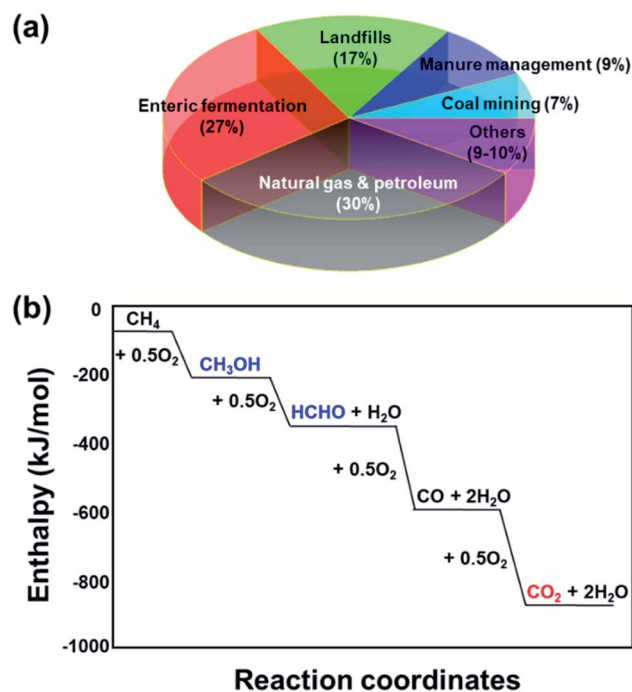 (a)
Landfills
(17%)
Manure management (9%)
Enteric fermentation
(27%)
Coal mining (7%)
Others
(9-10%)
Natural gas & petroleum
(30%)
(b)
0
-200
-400
-600
-800
-1000
Enthalpy (kJ/mol)
CH₄
+ 0.5O₂
CH₃OH
+ 0.5O₂
HCHO + H₂O
+ 0.5O₂
CO + 2H₂O
+ 0.5O₂
CO₂ + 2H₂O
Reaction coordinates